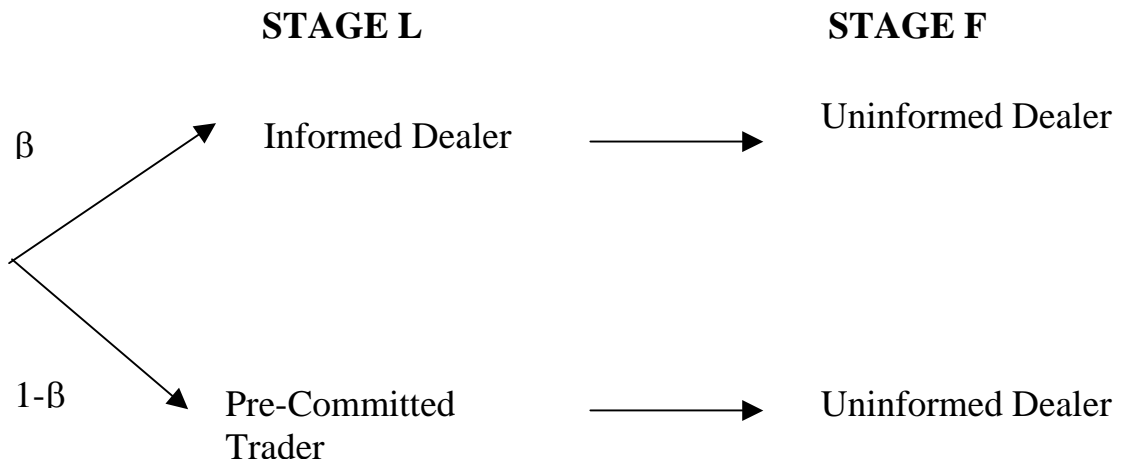 STAGE L
STAGE F
β
Informed Dealer
Uninformed Dealer
1-β
Pre-Committed
Trader
Uninformed Dealer